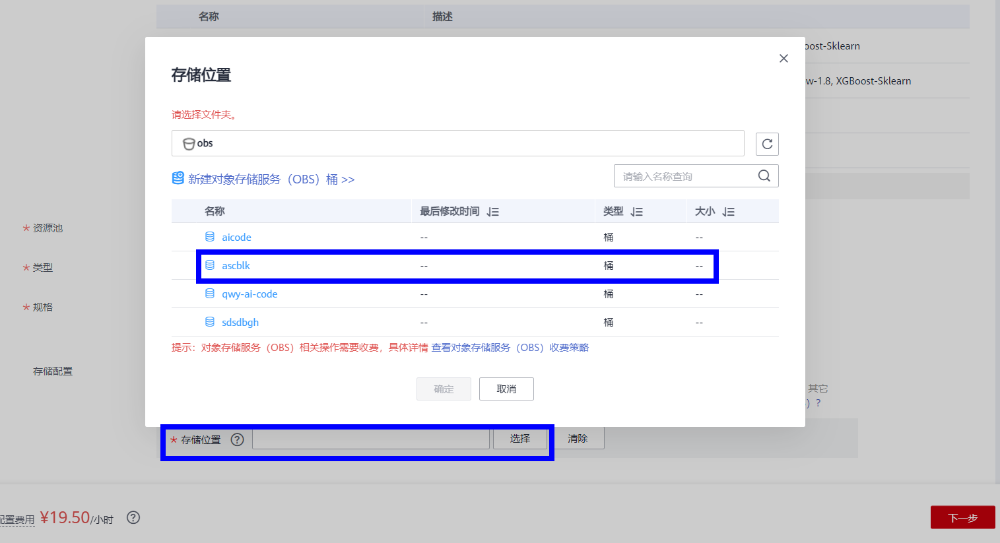 名称 描述
oost-Sklearn
w-1.8, XGBoost-Sklearn
存储位置
请选择文件夹。
obs
新建对象存储服务（OBS）桶 >>
请输入名称查询
名称 最后修改时间 类型 大小
aicode -- 桶 --
ascblk -- 桶 --
qwy-ai-code -- 桶 --
sdsdbgh -- 桶 --
提示：对象存储服务（OBS）相关操作需要收费，具体详情 查看对象存储服务（OBS）收费策略
确定 取消
* 资源池
* 类型
* 规格
存储配置
其它
）?
* 存储位置 ? 选择 清除
配置费用 ¥19.50/小时 ?
下一步